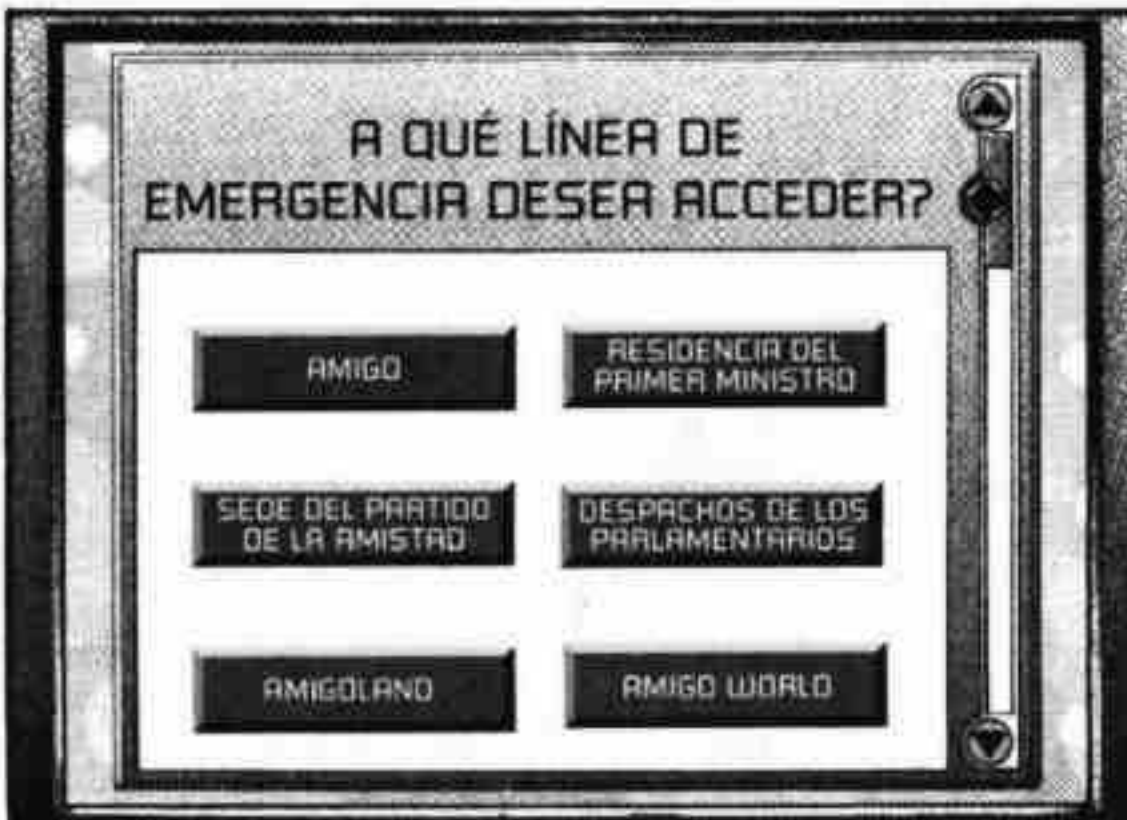 A QUÉ LÍNEA DE
EMERGENCIA DESEA ACCEDER?
AMIGO
RESIDENCIA DEL
PRIMER MINISTRO
SEDE DEL PARTIDO
DE LA AMISTAD
DESPACHOS DE LOS
PARLAMENTARIOS
AMIGOLAND
AMIGO WORLD